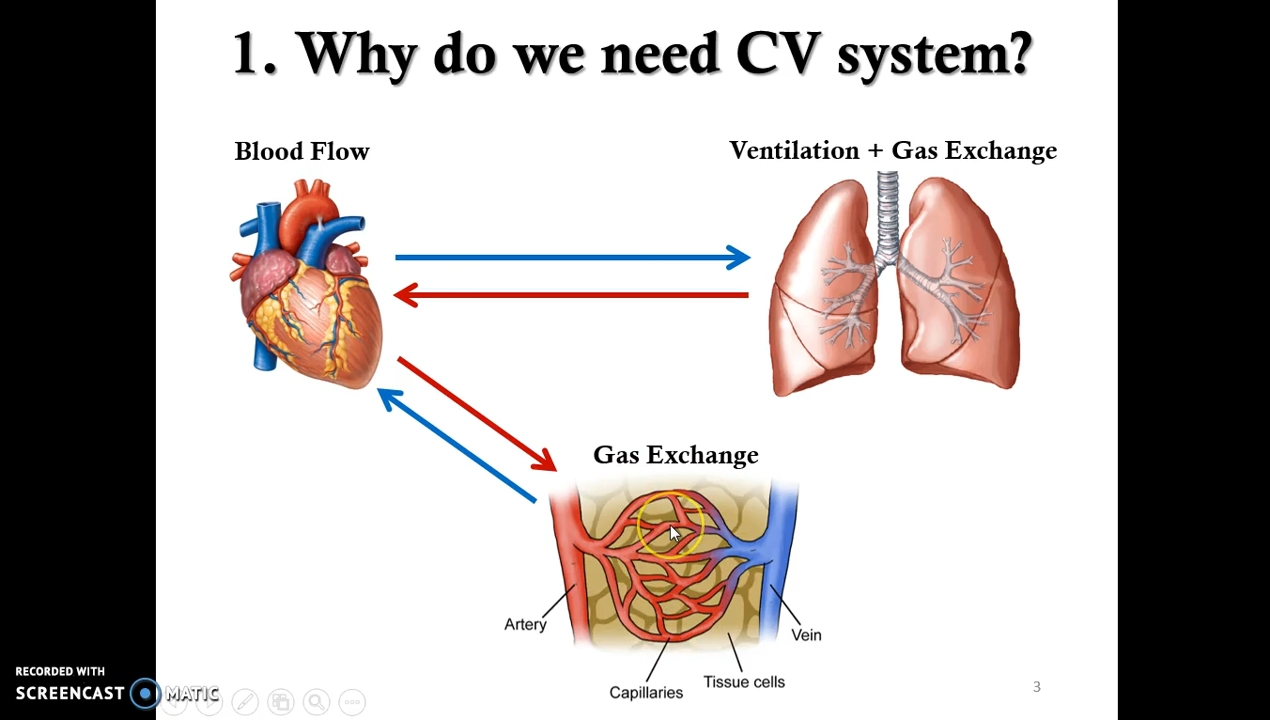 1. Why do we need CV system?
Blood Flow
Ventilation + Gas Exchange
Gas Exchange
Artery
Vein
Capillaries
Tissue cells
RECORDED WITH
SCREENCAST MATIC
3